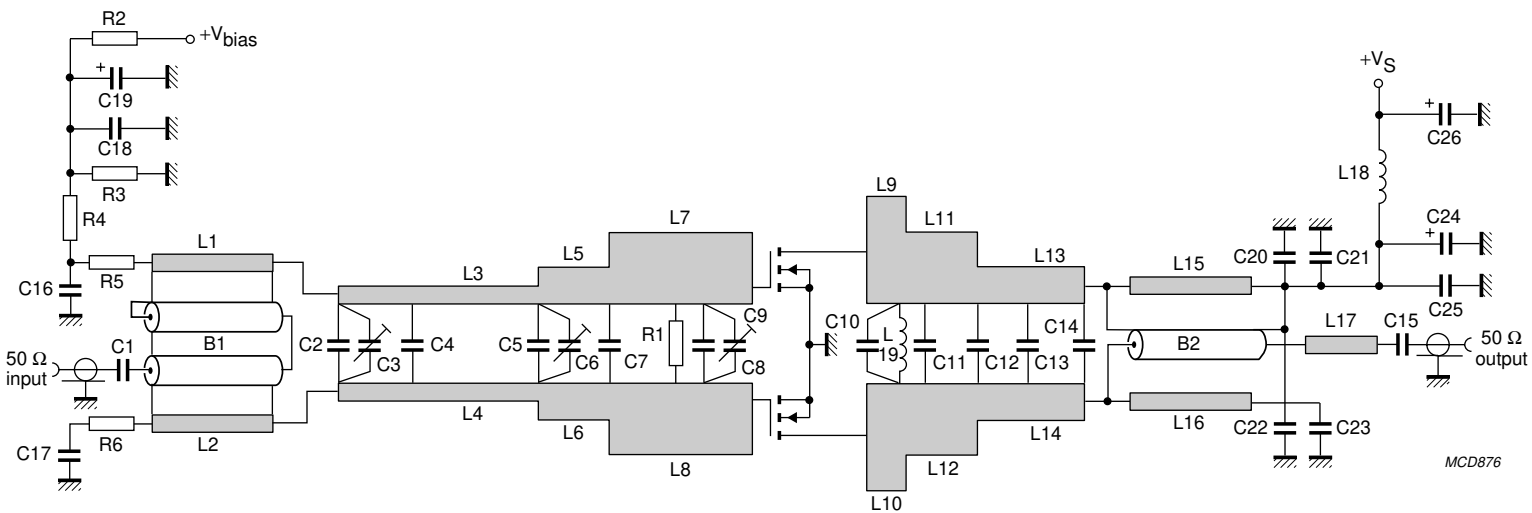 R2
+Vbias
C19
+
C18
R3
R4
R5
C16
L1
B1
C1
50 Ω
input
C17
R6
L2
L3
L4
L5
L6
L7
L8
C2
C3
C4
C5
C6
C7
R1
C9
C8
C10
L
19
L9
L11
L13
C11
C12
C13
C14
L10
L12
L14
L15
B2
L16
C20
C21
C22
C23
+VS
+
C26
L18
C24
+
C25
L17
C15
50 Ω
output
MCD876